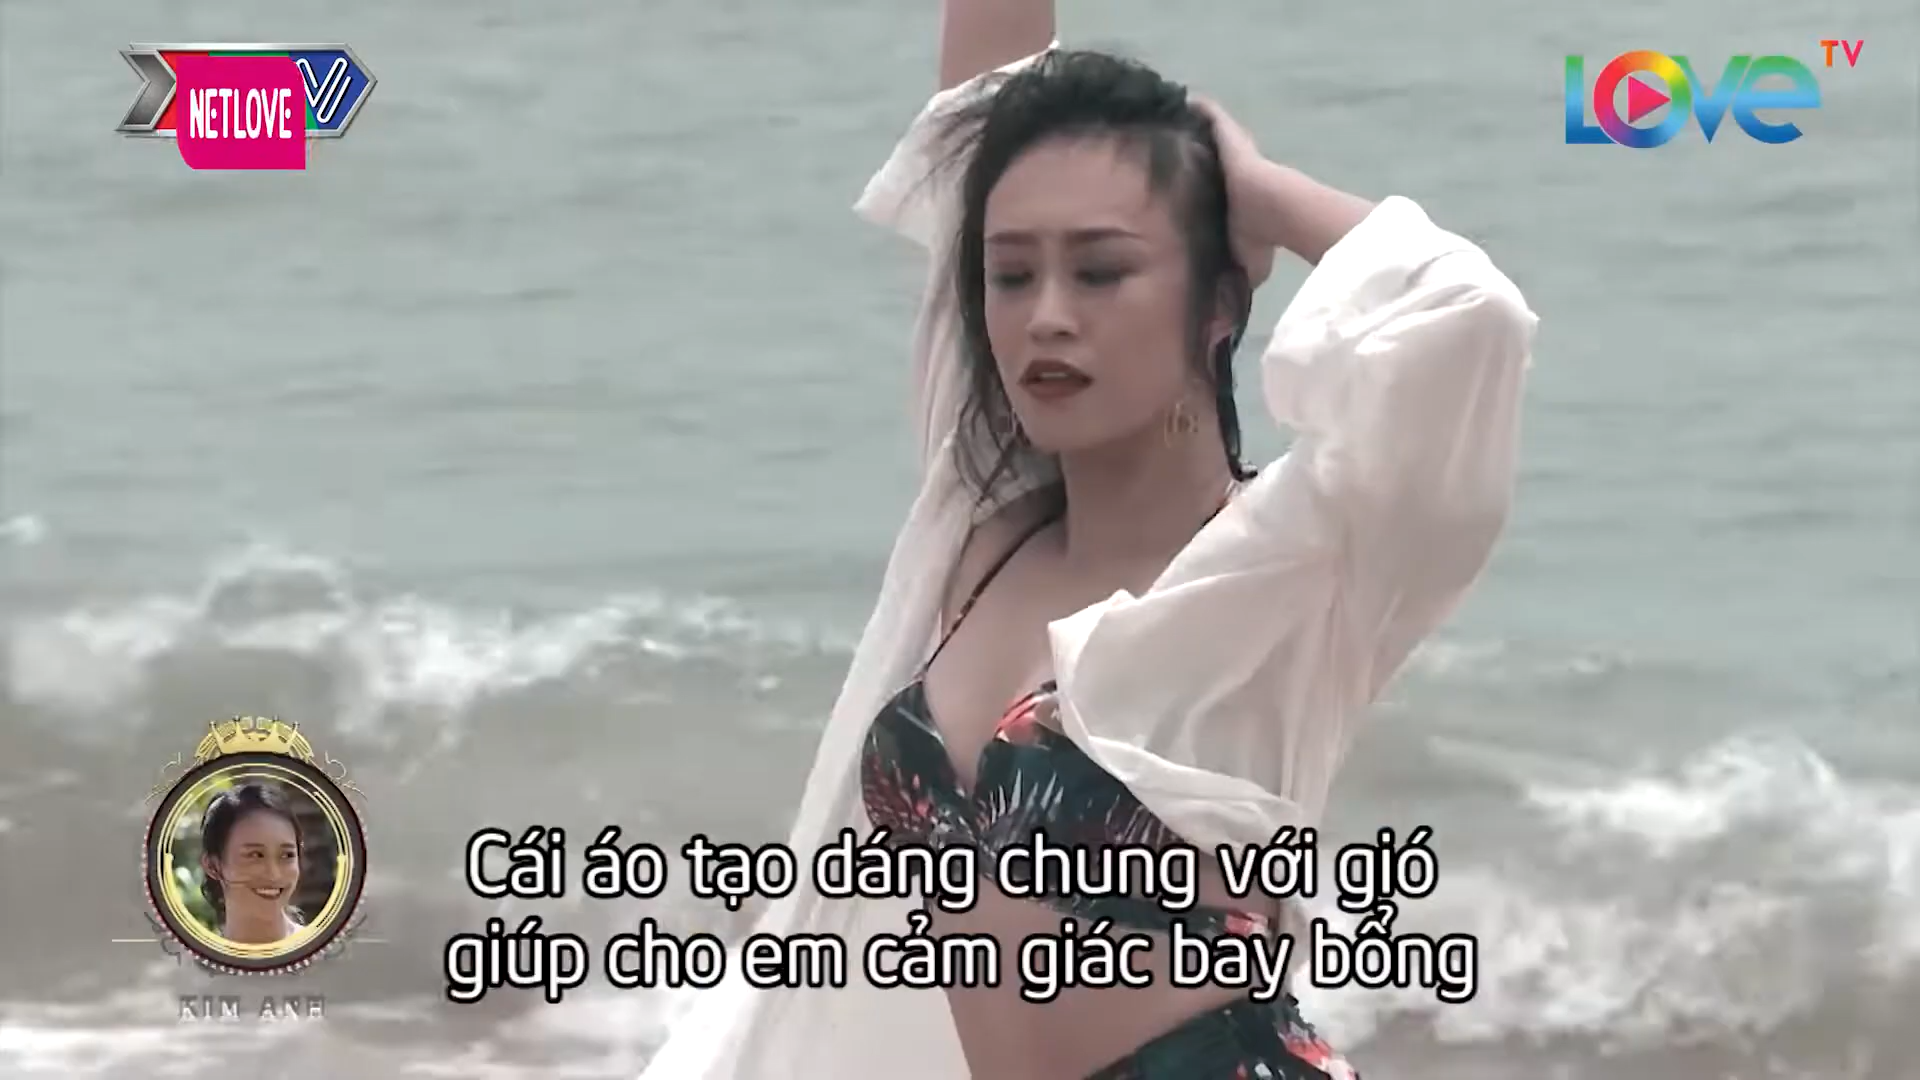 NETLOVE
LOVE TV
Cái áo tạo dáng chung với gió
giúp cho em cảm giác bay bổng
KIM ANH